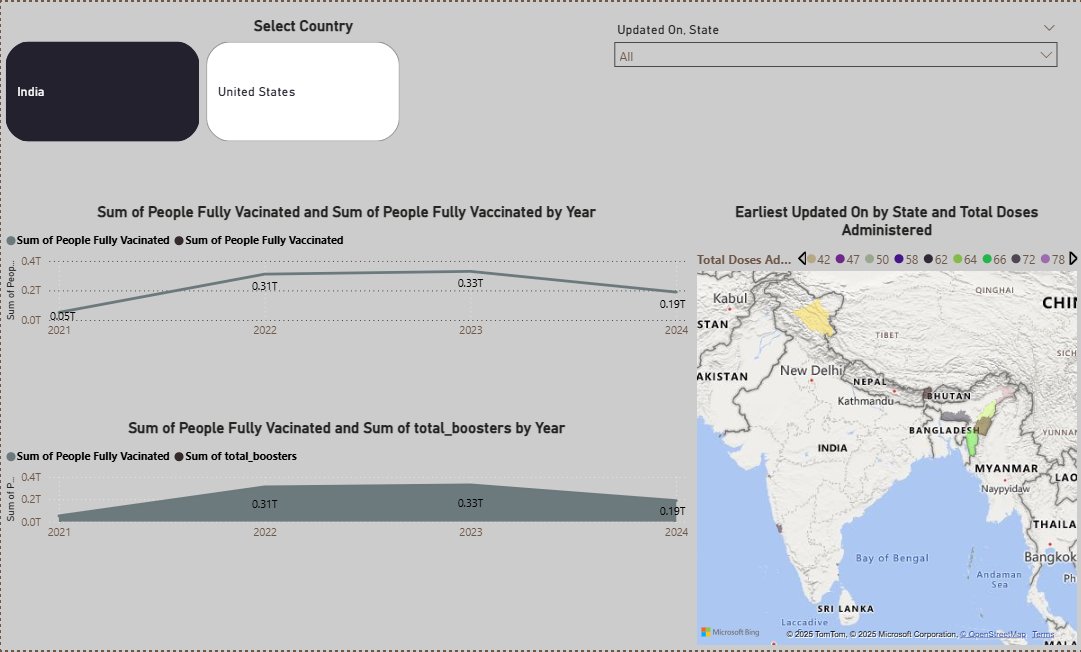 Select Country
India
United States
Updated On, State
All
Sum of People Fully Vacinated and Sum of People Fully Vaccinated by Year
Sum of People Fully Vacinated Sum of People Fully Vaccinated
Sum of Peop...
0.4T
0.2T
0.0T
0.05T
0.31T
0.33T
0.19T
2021 2022 2023 2024
Sum of People Fully Vacinated and Sum of total_boosters by Year
Sum of People Fully Vacinated Sum of total_boosters
Sum of P...
0.4T
0.2T
0.0T
0.31T
0.33T
0.19T
2021 2022 2023 2024
Earliest Updated On by State and Total Doses
Administered
Total Doses Ad... 42 47 50 58 62 64 66 72 78
QINGHAI
Kabul
CHI
STAN
TIBET
SICH
New Delhi
AKISTAN
NEPAL
BHUTAN
Kathmandu
BANGLADESH
YUNNAN
INDIA
MYANMAR
LAO
Naypyidaw
THAILA
Bay of Bengal
Bangkok
Andaman
Sea
Ph
SRI LANKA
Laccadive
Microsoft Bing
© 2025 TomTom, © 2025 Microsoft Corporation, © OpenStreetMap Terms